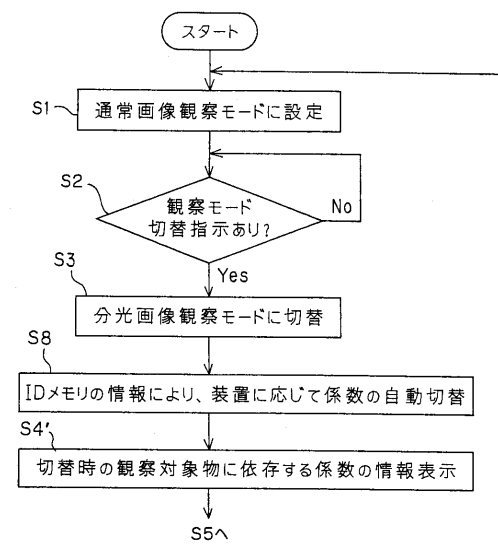 スタート
S1
通常画像観察モードに設定
S2
観察モード
切替指示あり?
No
Yes
S3
分光画像観察モードに切替
S8
IDメモリの情報により、装置に応じて係数の自動切替
S4'
切替時の観察対象物に依存する係数の情報表示
S5へ